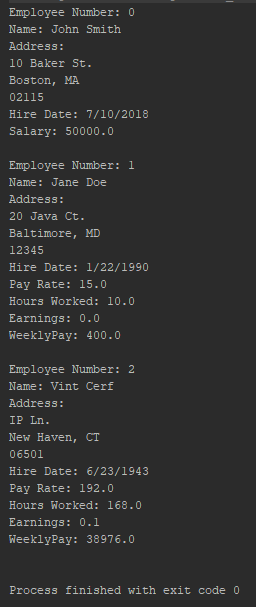 Employee Number: 0
Name: John Smith
Address:
10 Baker St.
Boston, MA
02115
Hire Date: 7/10/2018
Salary: 50000.0
Employee Number: 1
Name: Jane Doe
Address:
20 Java Ct.
Baltimore, MD
12345
Hire Date: 1/22/1990
Pay Rate: 15.0
Hours Worked: 10.0
Earnings: 0.0
WeeklyPay: 400.0
Employee Number: 2
Name: Vint Cerf
Address:
IP Ln.
New Haven, CT
06501
Hire Date: 6/23/1943
Pay Rate: 192.0
Hours Worked: 168.0
Earnings: 0.1
WeeklyPay: 38976.0
Process finished with exit code 0